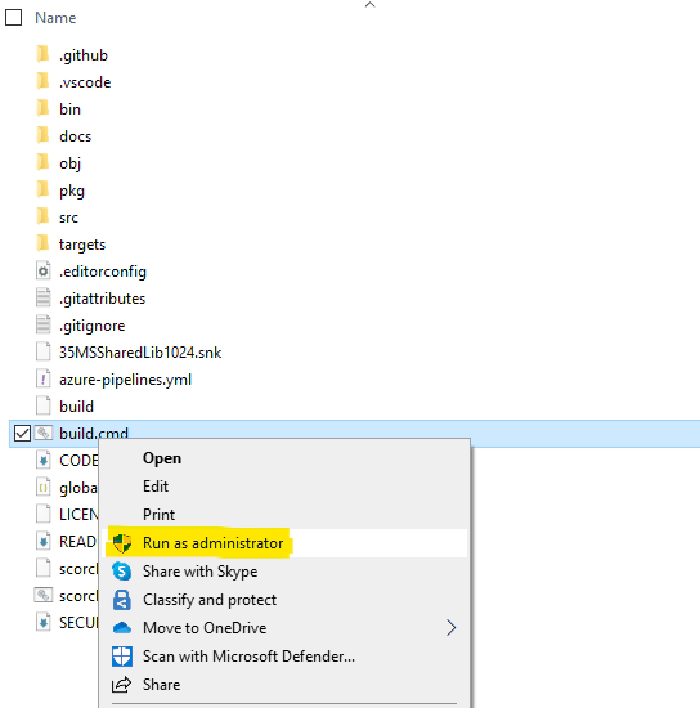 Name
.github
.vscode
bin
docs
obj
pkg
src
targets
.editorconfig
.gitattributes
.gitignore
35MSSharedLib1024.snk
azure-pipelines.yml
build
build.cmd
CODE
globa
LICEN
READ
scorcl
scorcl
SECUI
Open
Edit
Print
Run as administrator
Share with Skype
Classify and protect
Move to OneDrive
Scan with Microsoft Defender...
Share